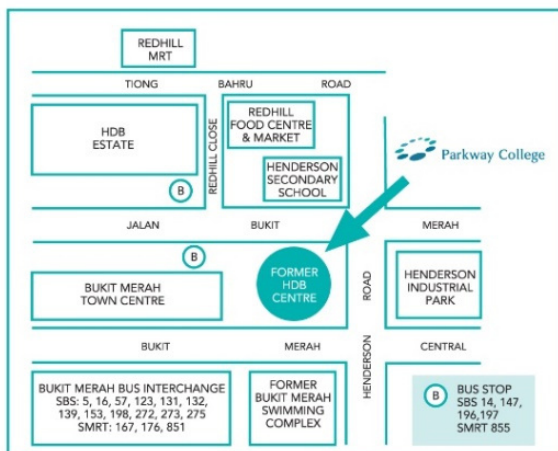 REDHILL
MRT
TIONG BAHRU ROAD
HDB
ESTATE
REDHILL CLOSE
REDHILL
FOOD CENTRE
& MARKET
HENDERSON
SECONDARY
SCHOOL
Parkway College
B
JALAN BUKIT MERAH
B
BUKIT MERAH
TOWN CENTRE
FORMER
HDB
CENTRE
HENDERSON ROAD
HENDERSON
INDUSTRIAL
PARK
BUKIT MERAH CENTRAL
BUKIT MERAH BUS INTERCHANGE
SBS: 5, 16, 57, 123, 131, 132,
139, 153, 198, 272, 273, 275
SMRT: 167, 176, 851
FORMER
BUKIT MERAH
SWIMMING
COMPLEX
B
BUS STOP
SBS 14, 147,
196,197
SMRT 855